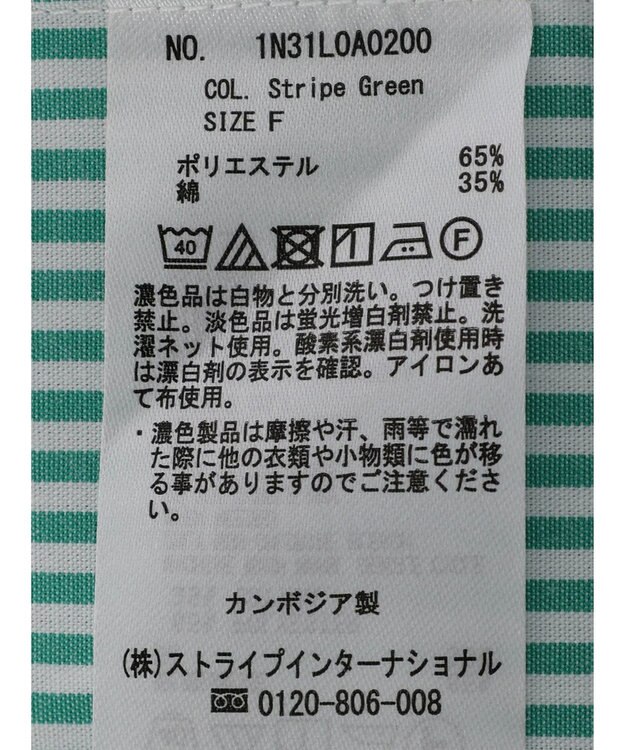 NO. 1N31L0A0200
COL. Stripe Green
SIZE F
ポリエステル 65%
綿 35%
40 F
濃色品は白物と分別洗い。つけ置き
禁止。淡色品は蛍光増白剤禁止。洗
濯ネット使用。酸素系漂白剤使用時
は漂白剤の表示を確認。アイロンあ
て布使用。
・濃色製品は摩擦や汗、雨等で濡れ
た際に他の衣類や小物類に色が移
る事がありますのでご注意くださ
い。
カンボジア製
(株)ストライプインターナショナル
0120-806-008